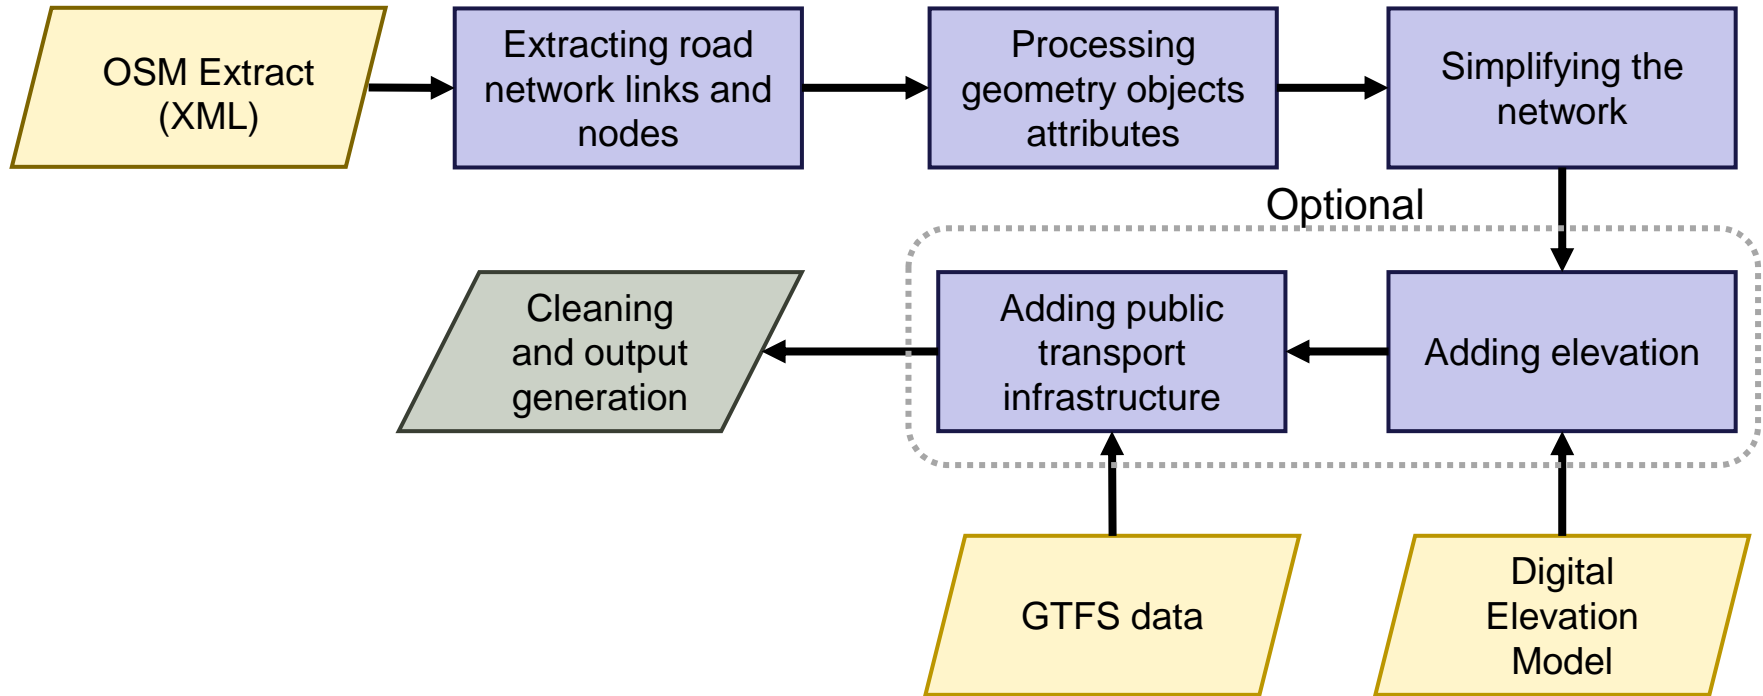 OSM Extract
(XML)
Extracting road
network links and
nodes
Processing
geometry objects
attributes
Simplifying the
network
Optional
Cleaning
and output
generation
Adding public
transport
infrastructure
Adding elevation
GTFS data
Digital
Elevation
Model